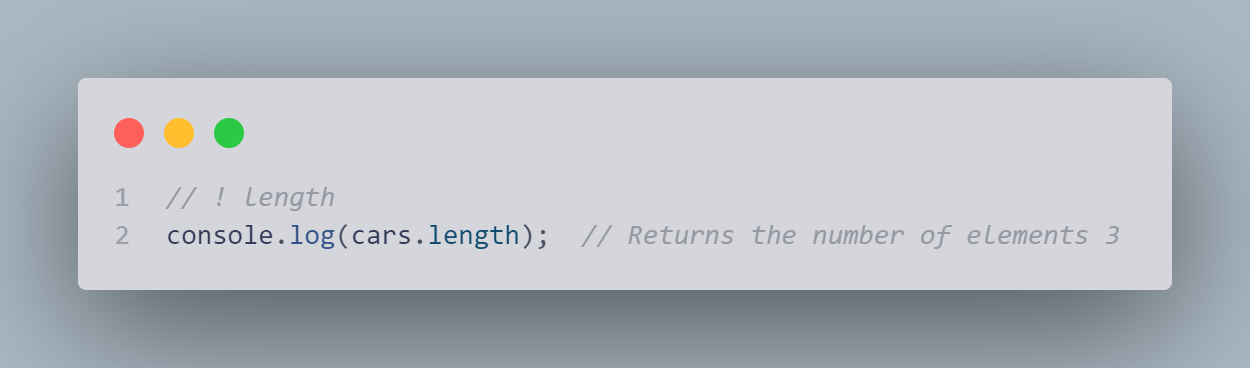 1 // ! length
2 console.log(cars.length); // Returns the number of elements 3